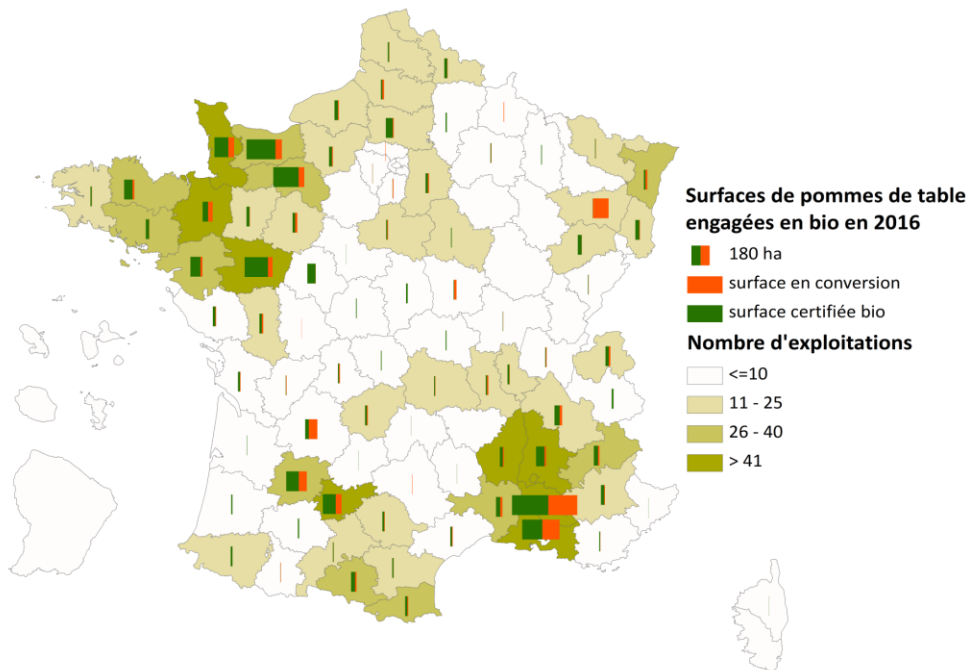 Surfaces de pommes de table
engagées en bio en 2016
180 ha
surface en conversion
surface certifiée bio
Nombre d'exploitations
<=10
11 - 25
26 - 40
> 41